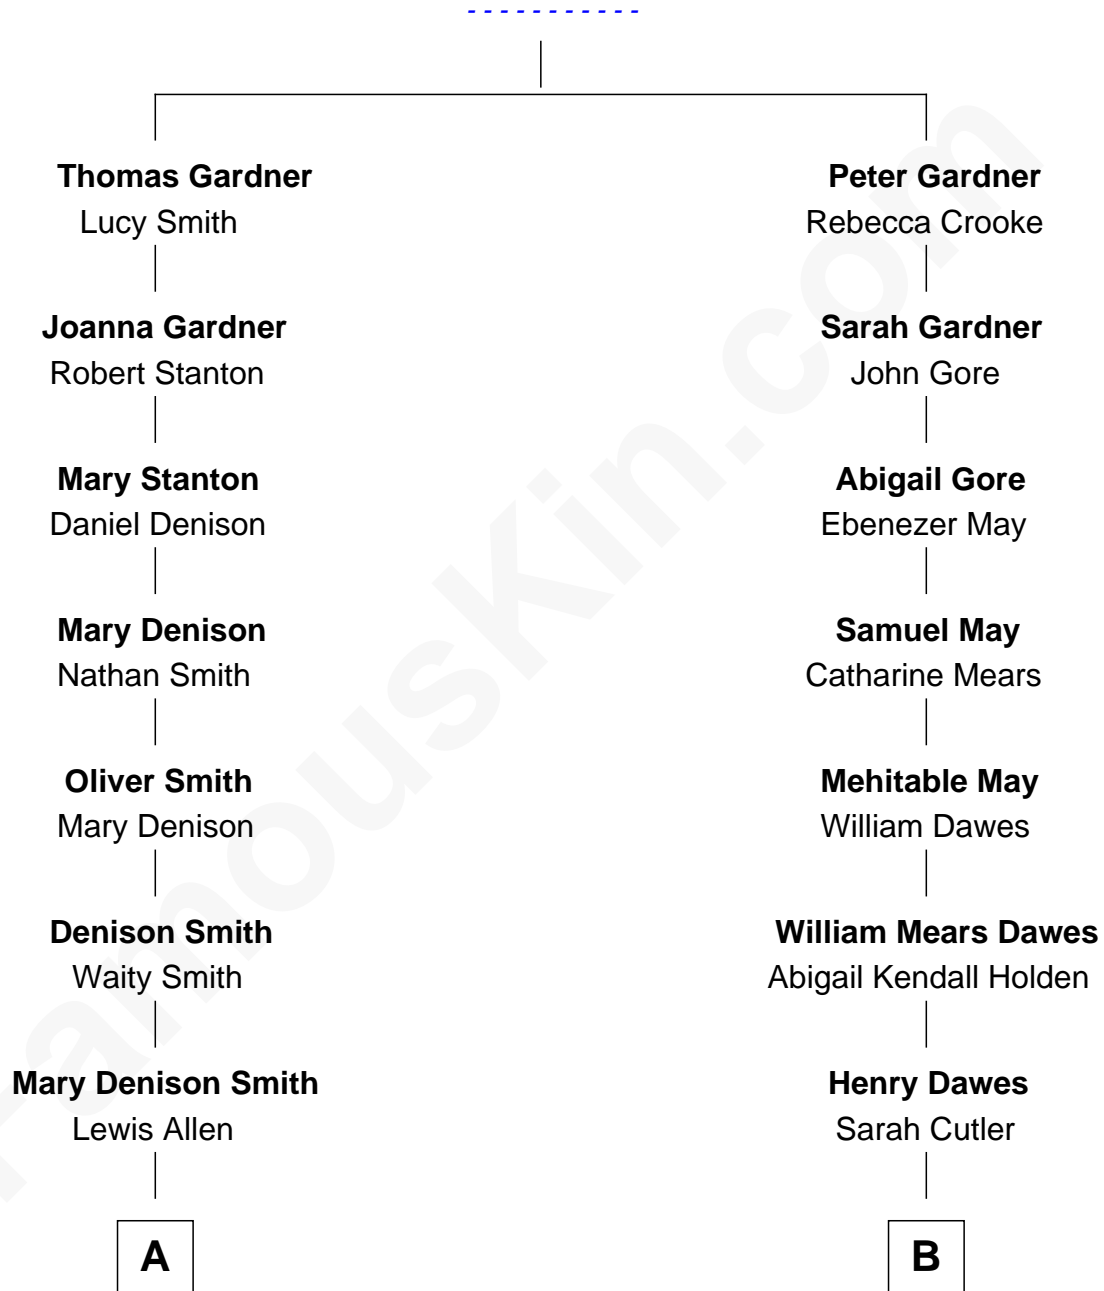 - - - - - - - - - - -
Thomas Gardner
Lucy Smith
Joanna Gardner
Robert Stanton
Mary Stanton
Daniel Denison
Mary Denison
Nathan Smith
Oliver Smith
Mary Denison
Denison Smith
Waity Smith
Mary Denison Smith
Lewis Allen
A
Peter Gardner
Rebecca Crooke
Sarah Gardner
John Gore
Abigail Gore
Ebenezer May
Samuel May
Catharine Mears
Mehitable May
William Dawes
William Mears Dawes
Abigail Kendall Holden
Henry Dawes
Sarah Cutler
B
FamousKin.com